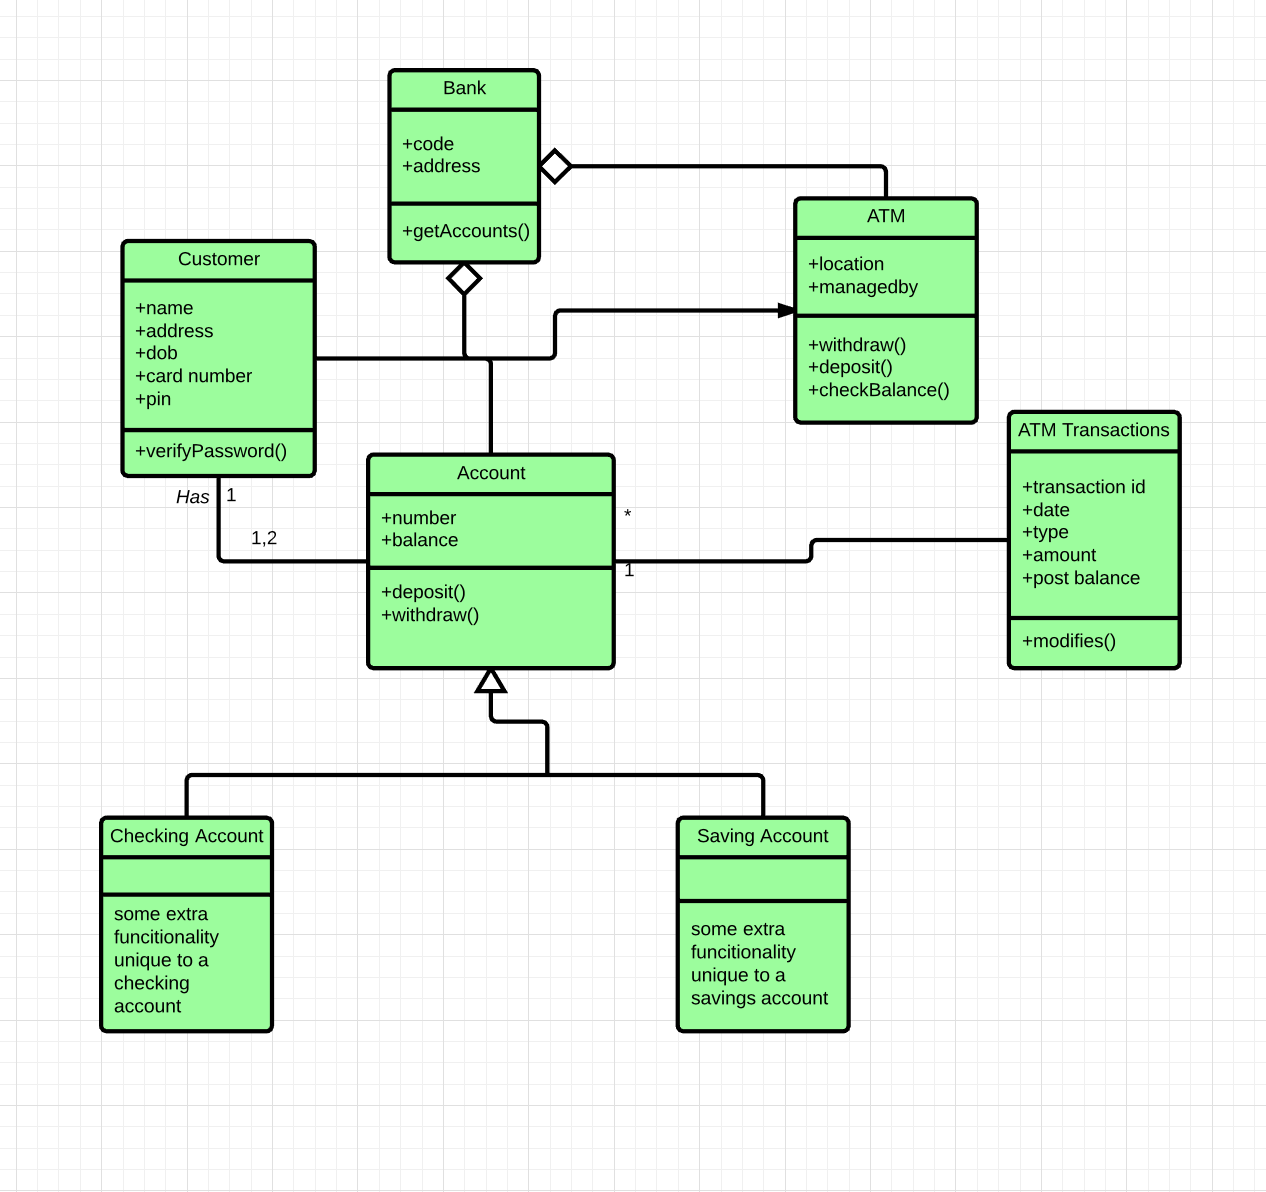 Bank
+code
+address
+getAccounts()
ATM
+location
+managedby
+withdraw()
+deposit()
+checkBalance()
Customer
+name
+address
+dob
+card number
+pin
+verifyPassword()
Has
1
1,2
Account
+number
+balance
+deposit()
+withdraw()
*
1
ATM Transactions
+transaction id
+date
+type
+amount
+post balance
+modifies()
Checking Account
some extra
funcitionality
unique to a
checking
account
Saving Account
some extra
funcitionality
unique to a
savings account